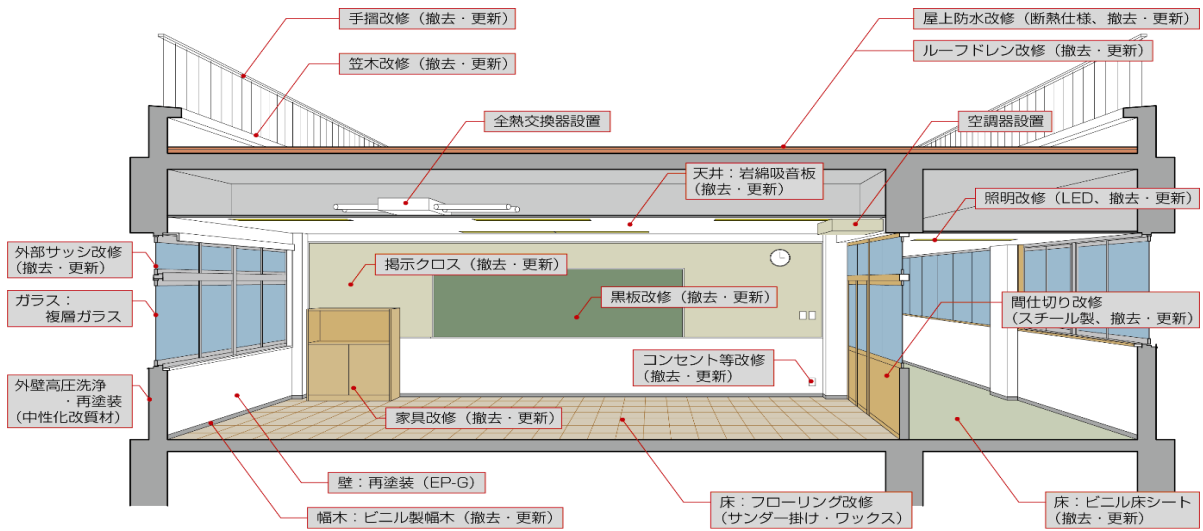 手摺改修（撤去・更新）
笠木改修（撤去・更新）
屋上防水改修（断熱仕様、撤去・更新）
ルーフドレン改修（撤去・更新）
全熱交換器設置
空調器設置
天井：岩綿吸音板
（撤去・更新）
照明改修（LED、撤去・更新）
外部サッシ改修
（撤去・更新）
掲示クロス（撤去・更新）
ガラス：
複層ガラス
黒板改修（撤去・更新）
間仕切り改修
（スチール製、撤去・更新）
コンセント等改修
（撤去・更新）
外壁高圧洗浄
・再塗装
（中性化改質材）
家具改修（撤去・更新）
壁：再塗装（EP-G）
幅木：ビニル製幅木（撤去・更新）
床：フローリング改修
（サンダー掛け・ワックス）
床：ビニル床シート
（撤去・更新）